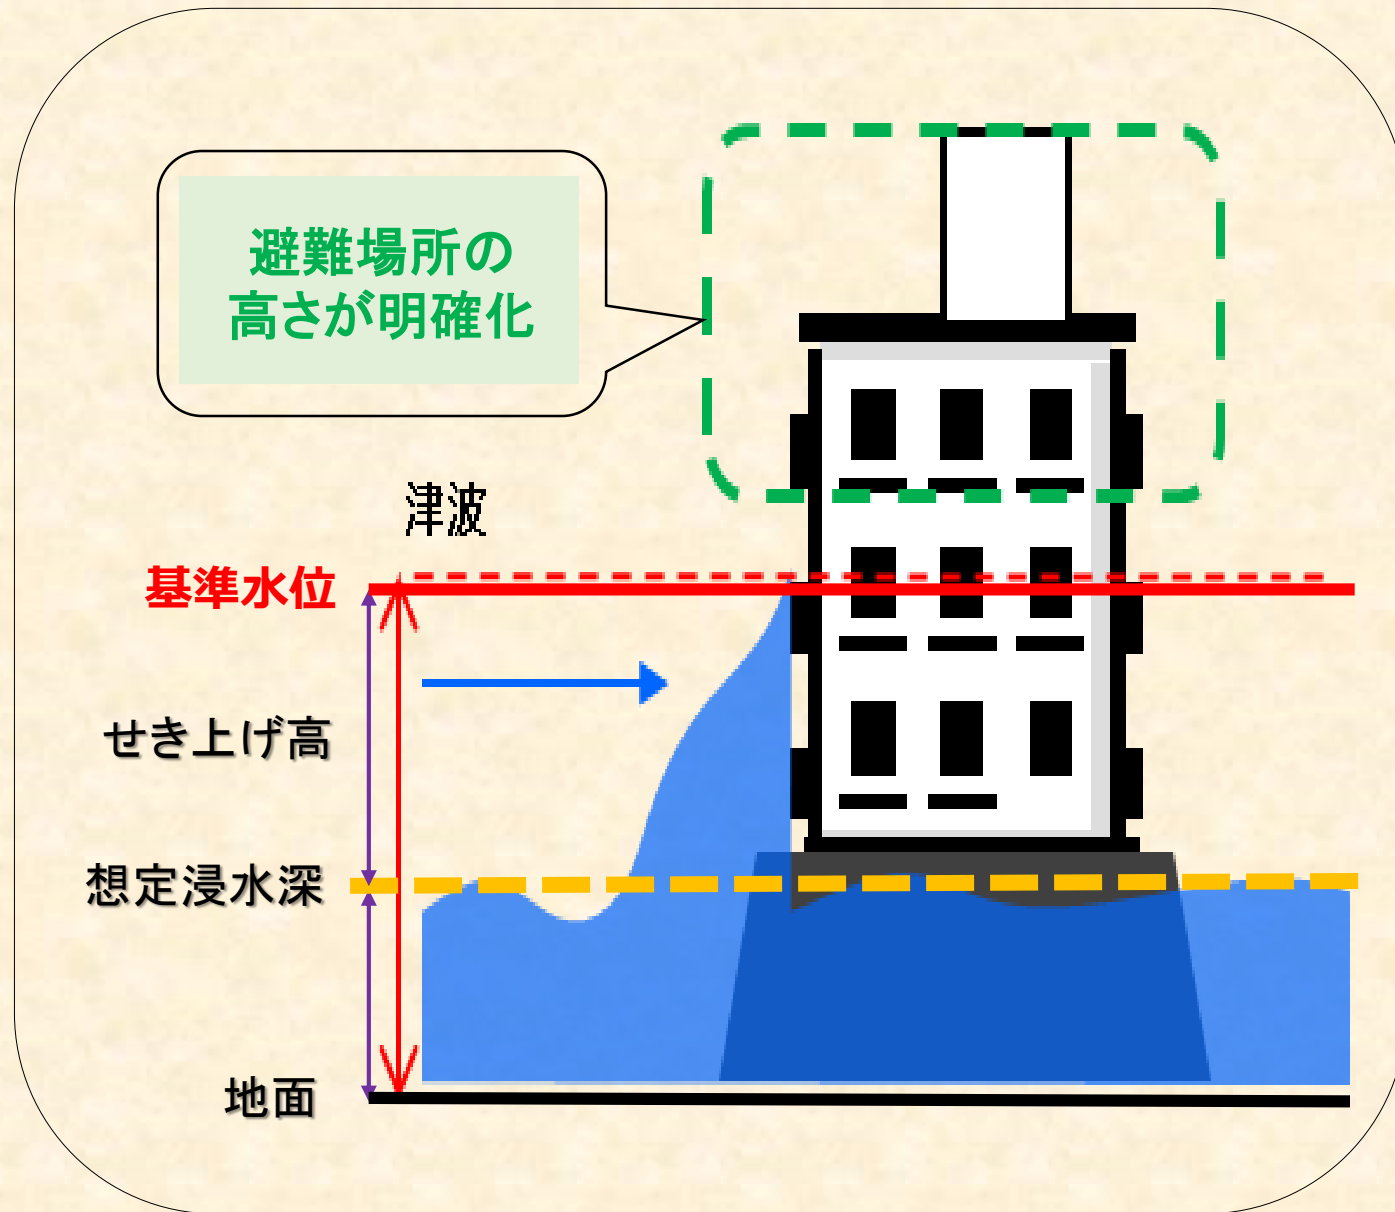 避難場所の
高さが明確化
津波
基準水位
せき上げ高
想定浸水深
地面